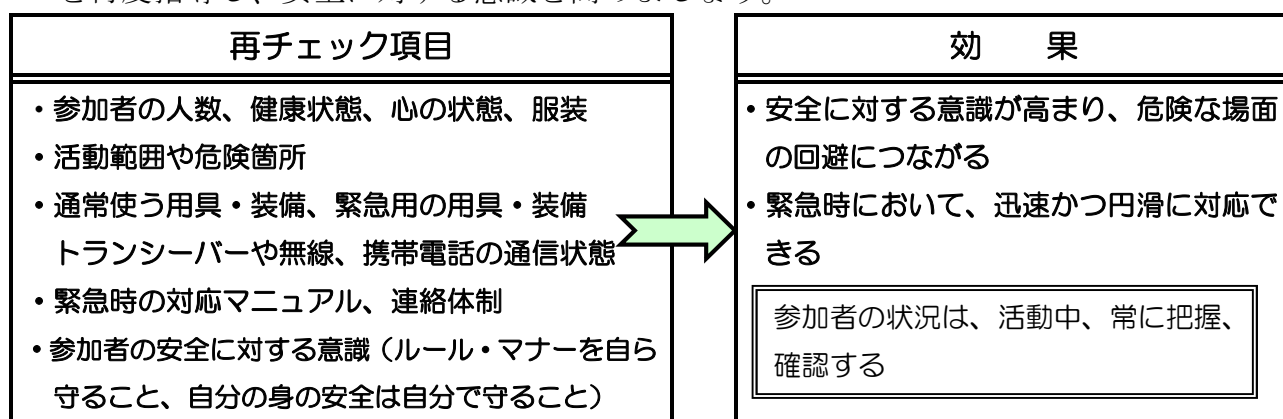 再チェック項目
・参加者の人数、健康状態、心の状態、服装
・活動範囲や危険箇所
・通常使う用具・装備、緊急用の用具・装備
トランシーバーや無線、携帯電話の通信状態
・緊急時の対応マニュアル、連絡体制
・参加者の安全に対する意識（ルール・マナーを自ら
守ること、自分の身の安全は自分で守ること）
効　　果
・安全に対する意識が高まり、危険な場面
の回避につながる
・緊急時において、迅速かつ円滑に対応で
きる
参加者の状況は、活動中、常に把握、
確認する